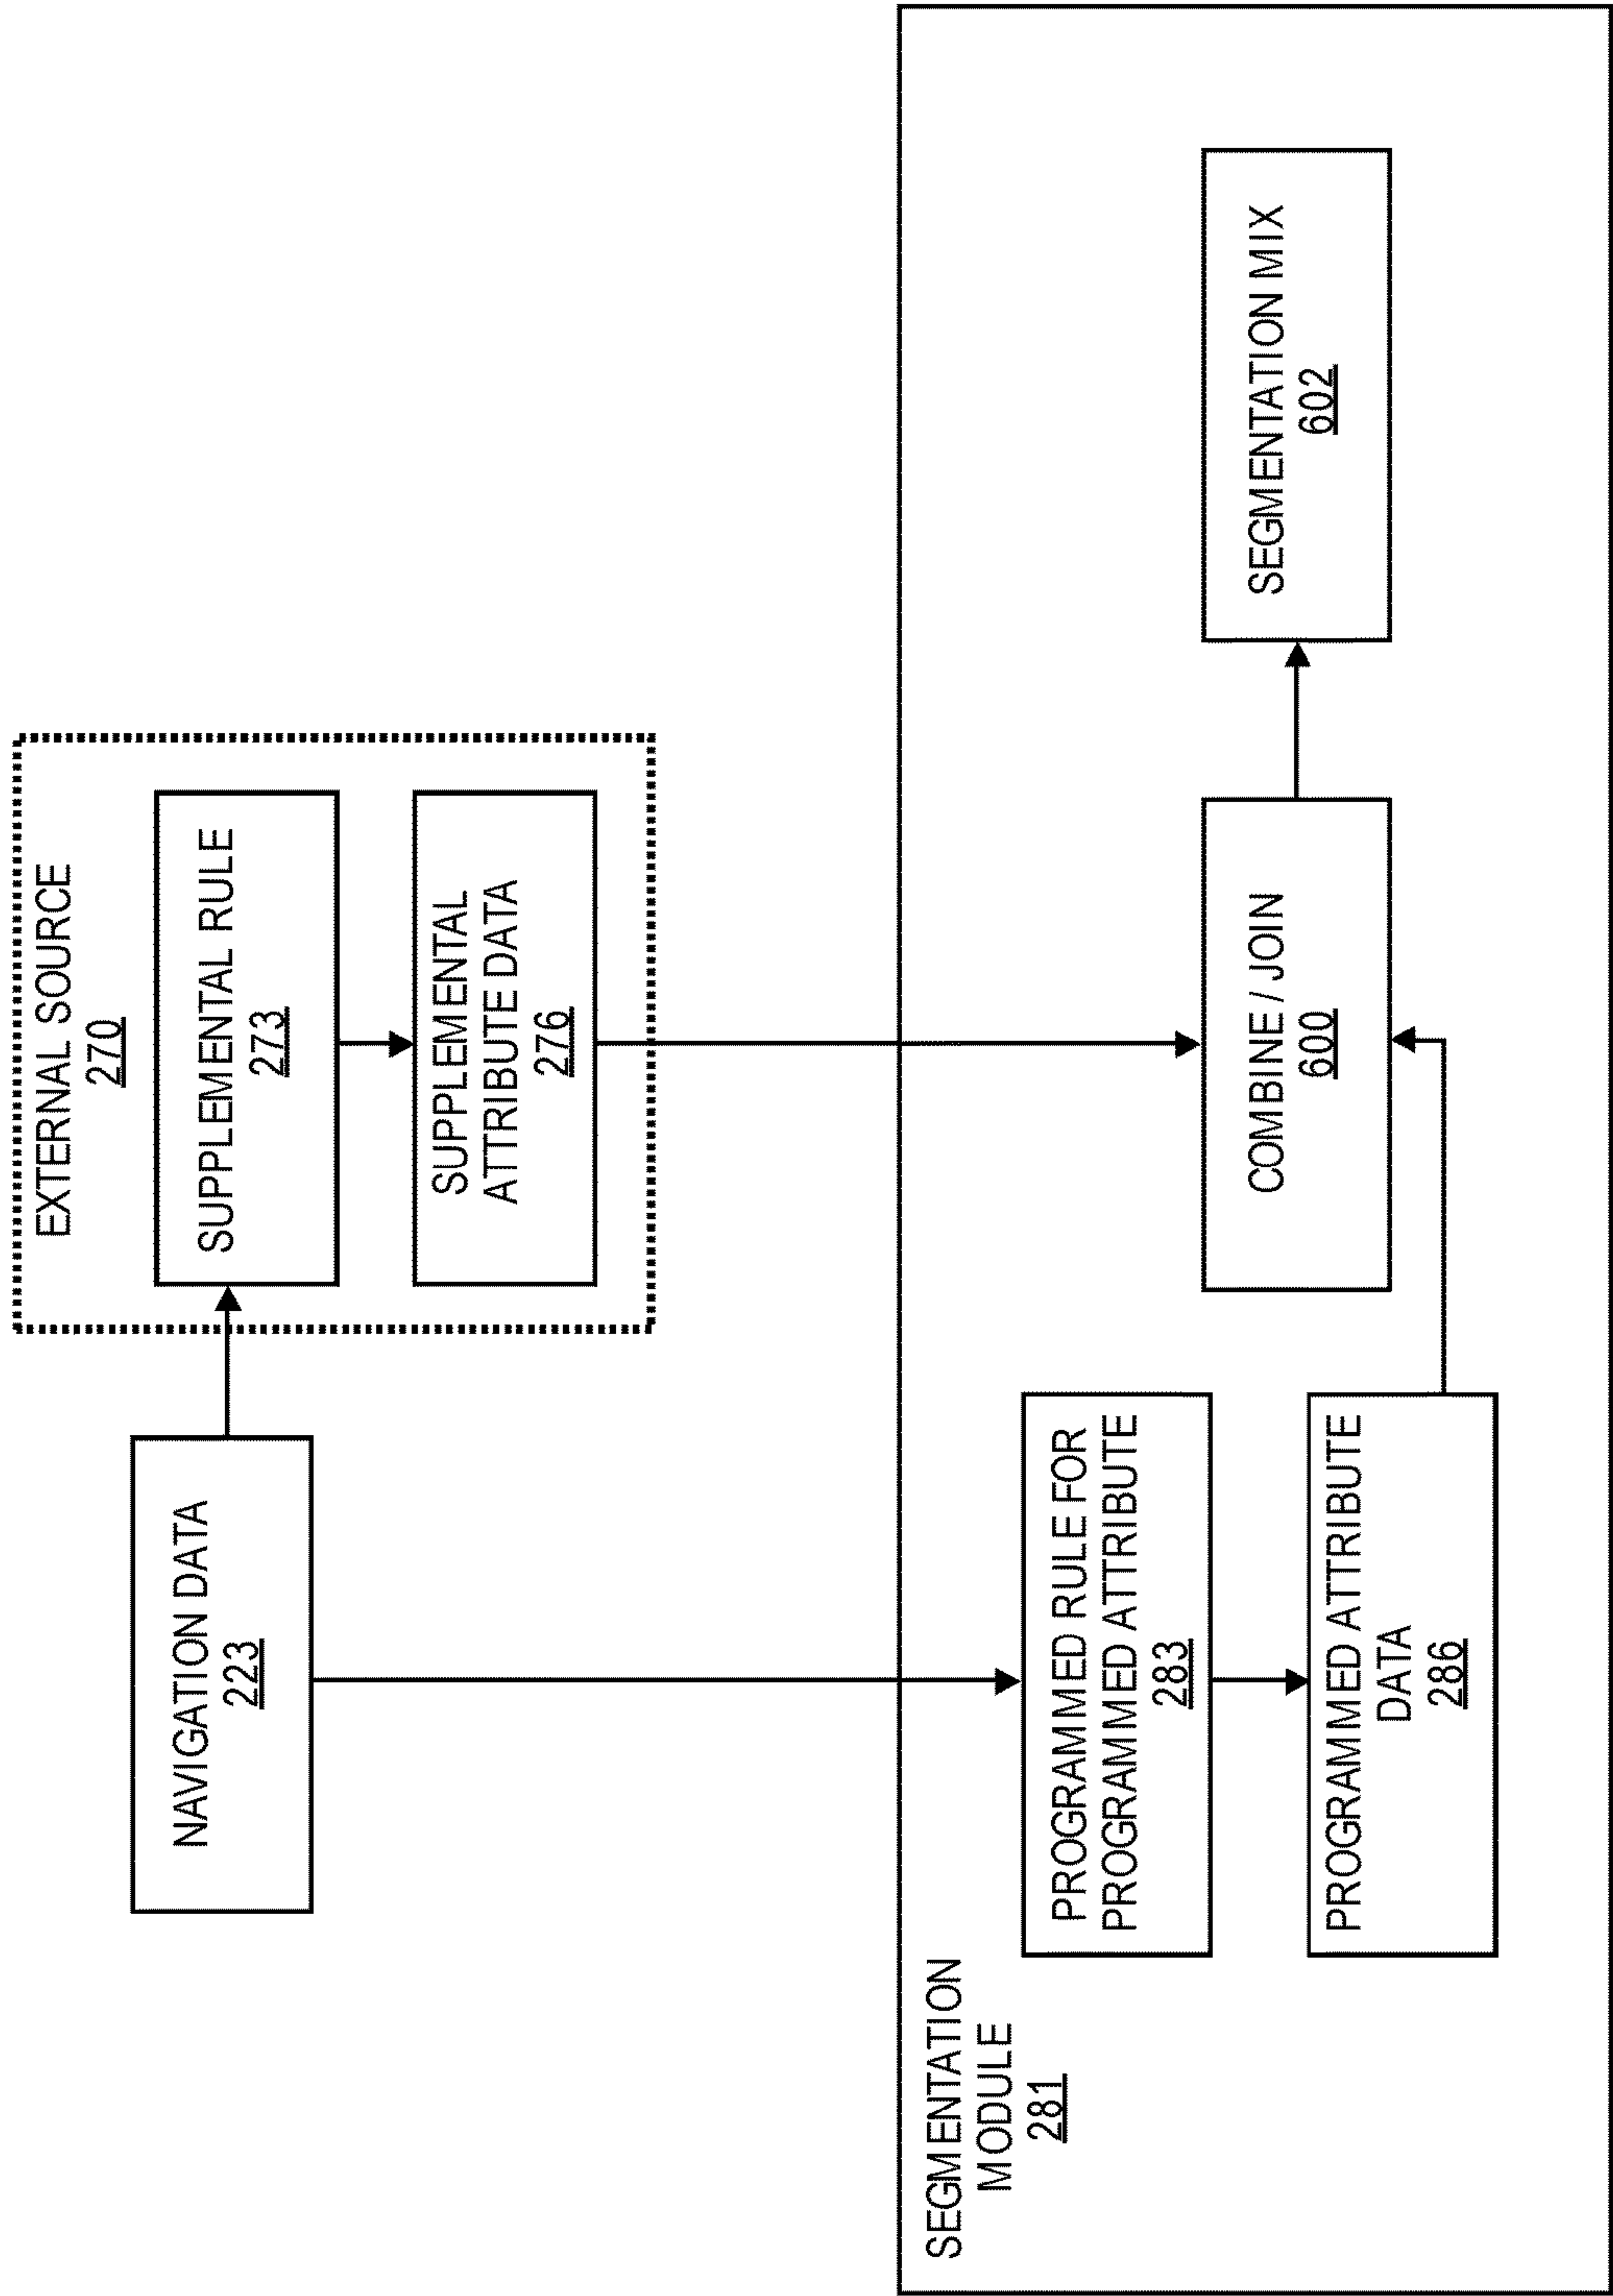 EXTERNAL SOURCE
270
NAVIGATION DATA
223
SUPPLEMENTAL RULE
273
SUPPLEMENTAL
ATTRIBUTE DATA
276
SEGMENTATION
MODULE
281
PROGRAMMED RULE FOR
PROGRAMMED ATTRIBUTE
283
PROGRAMMED ATTRIBUTE
DATA
286
COMBINE / JOIN
600
SEGMENTATION MIX
602